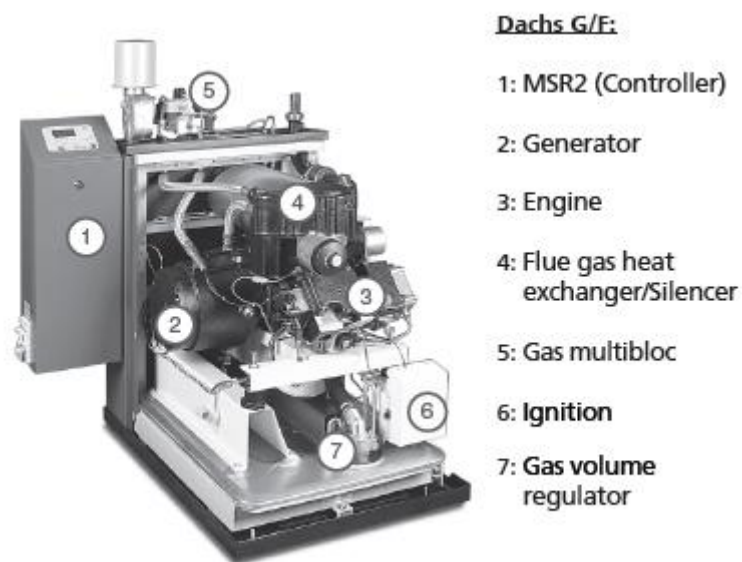 Dachs G/F:
1: MSR2 (Controller)
2: Generator
3: Engine
4: Flue gas heat
exchanger/Silencer
5: Gas multibloc
6: Ignition
7: Gas volume
regulator
5
4
1
3
2
6
7